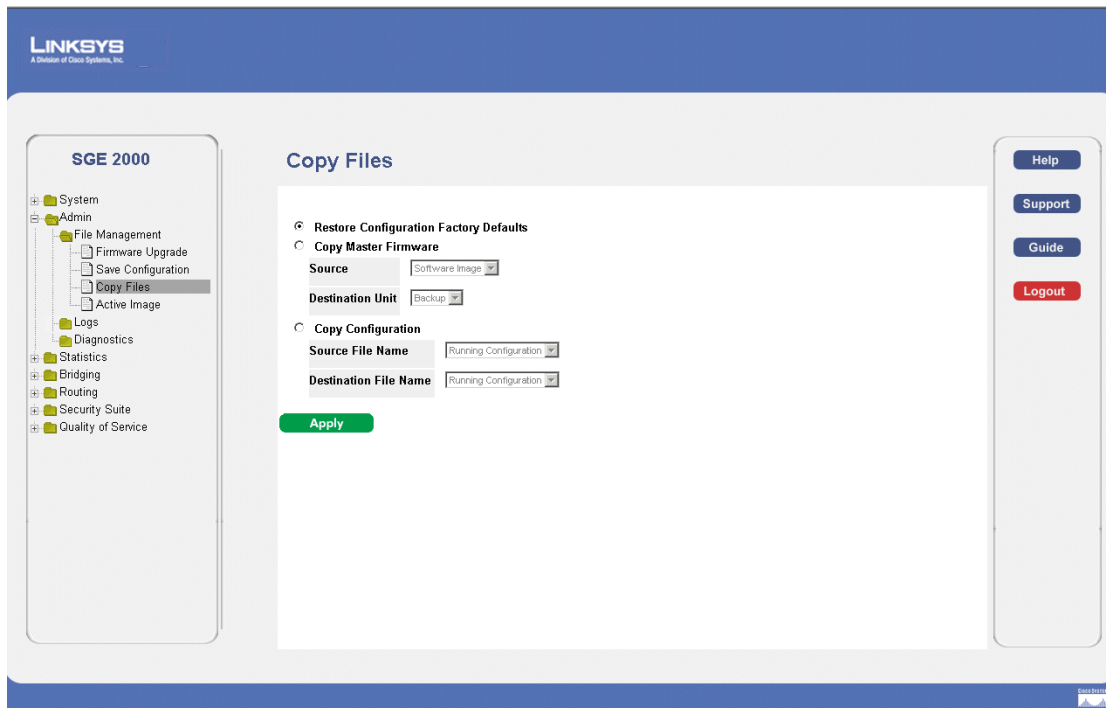 LINKSYS
A Division of Cisco Systems, Inc.
SGE 2000
System
Admin
File Management
Firmware Upgrade
Save Configuration
Copy Files
Active Image
Logs
Diagnostics
Statistics
Bridging
Routing
Security Suite
Quality of Service
Copy Files
Restore Configuration Factory Defaults
Copy Master Firmware
Source Software Image
Destination Unit Backup
Copy Configuration
Source File Name Running Configuration
Destination File Name Running Configuration
Apply
Help
Support
Guide
Logout